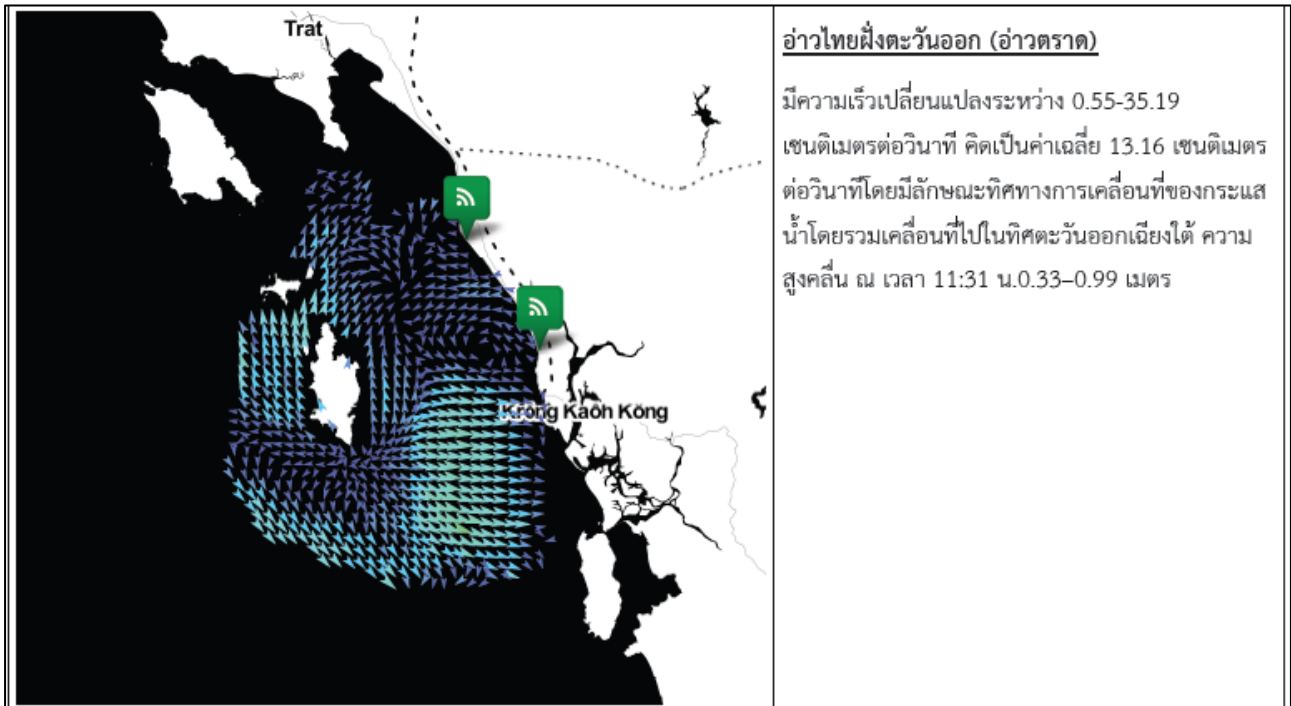 Trat
Krŏng Kaôh Kŏng
อ่าวไทยฝั่งตะวันออก (อ่าวตราด)
มีความเร็วเปลี่ยนแปลงระหว่าง 0.55-35.19
เซนติเมตรต่อวินาที คิดเป็นค่าเฉลี่ย 13.16 เซนติเมตร
ต่อวินาทีโดยมีลักษณะทิศทางการเคลื่อนที่ของกระแส
น้ำโดยรวมเคลื่อนที่ไปในทิศตะวันออกเฉียงใต้ ความ
สูงคลื่น ณ เวลา 11:31 น.0.33–0.99 เมตร